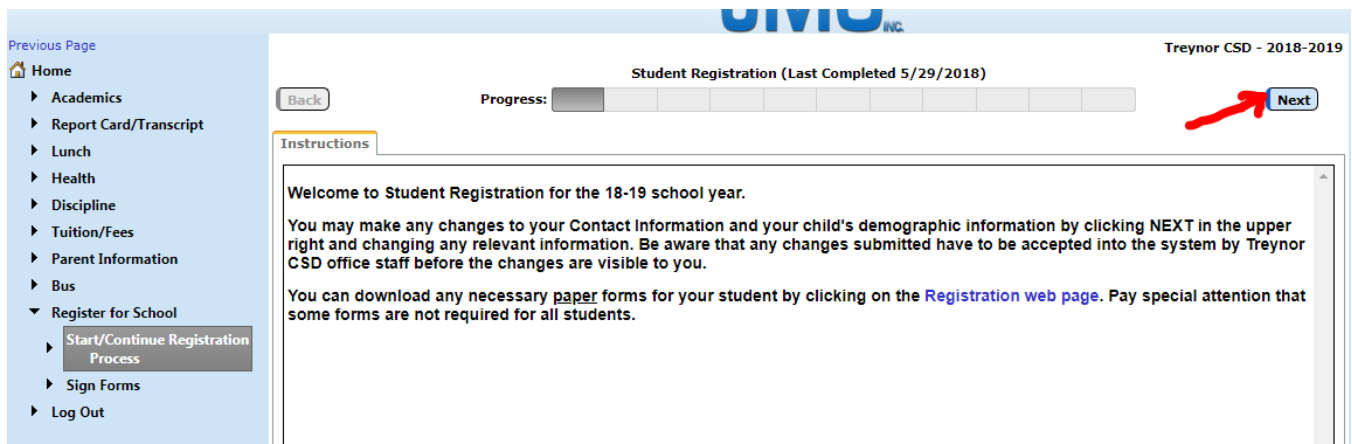 INC.
Previous Page
Treynor CSD - 2018-2019
Home
Student Registration (Last Completed 5/29/2018)
Academics
Back
Progress:
Next
Report Card/Transcript
Lunch
Instructions
Health
Discipline
Tuition/Fees
Parent Information
Bus
Register for School
Start/Continue Registration
Process
Sign Forms
Log Out
Welcome to Student Registration for the 18-19 school year.
You may make any changes to your Contact Information and your child's demographic information by clicking NEXT in the upper
right and changing any relevant information. Be aware that any changes submitted have to be accepted into the system by Treynor
CSD office staff before the changes are visible to you.
You can download any necessary paper forms for your student by clicking on the Registration web page. Pay special attention that
some forms are not required for all students.